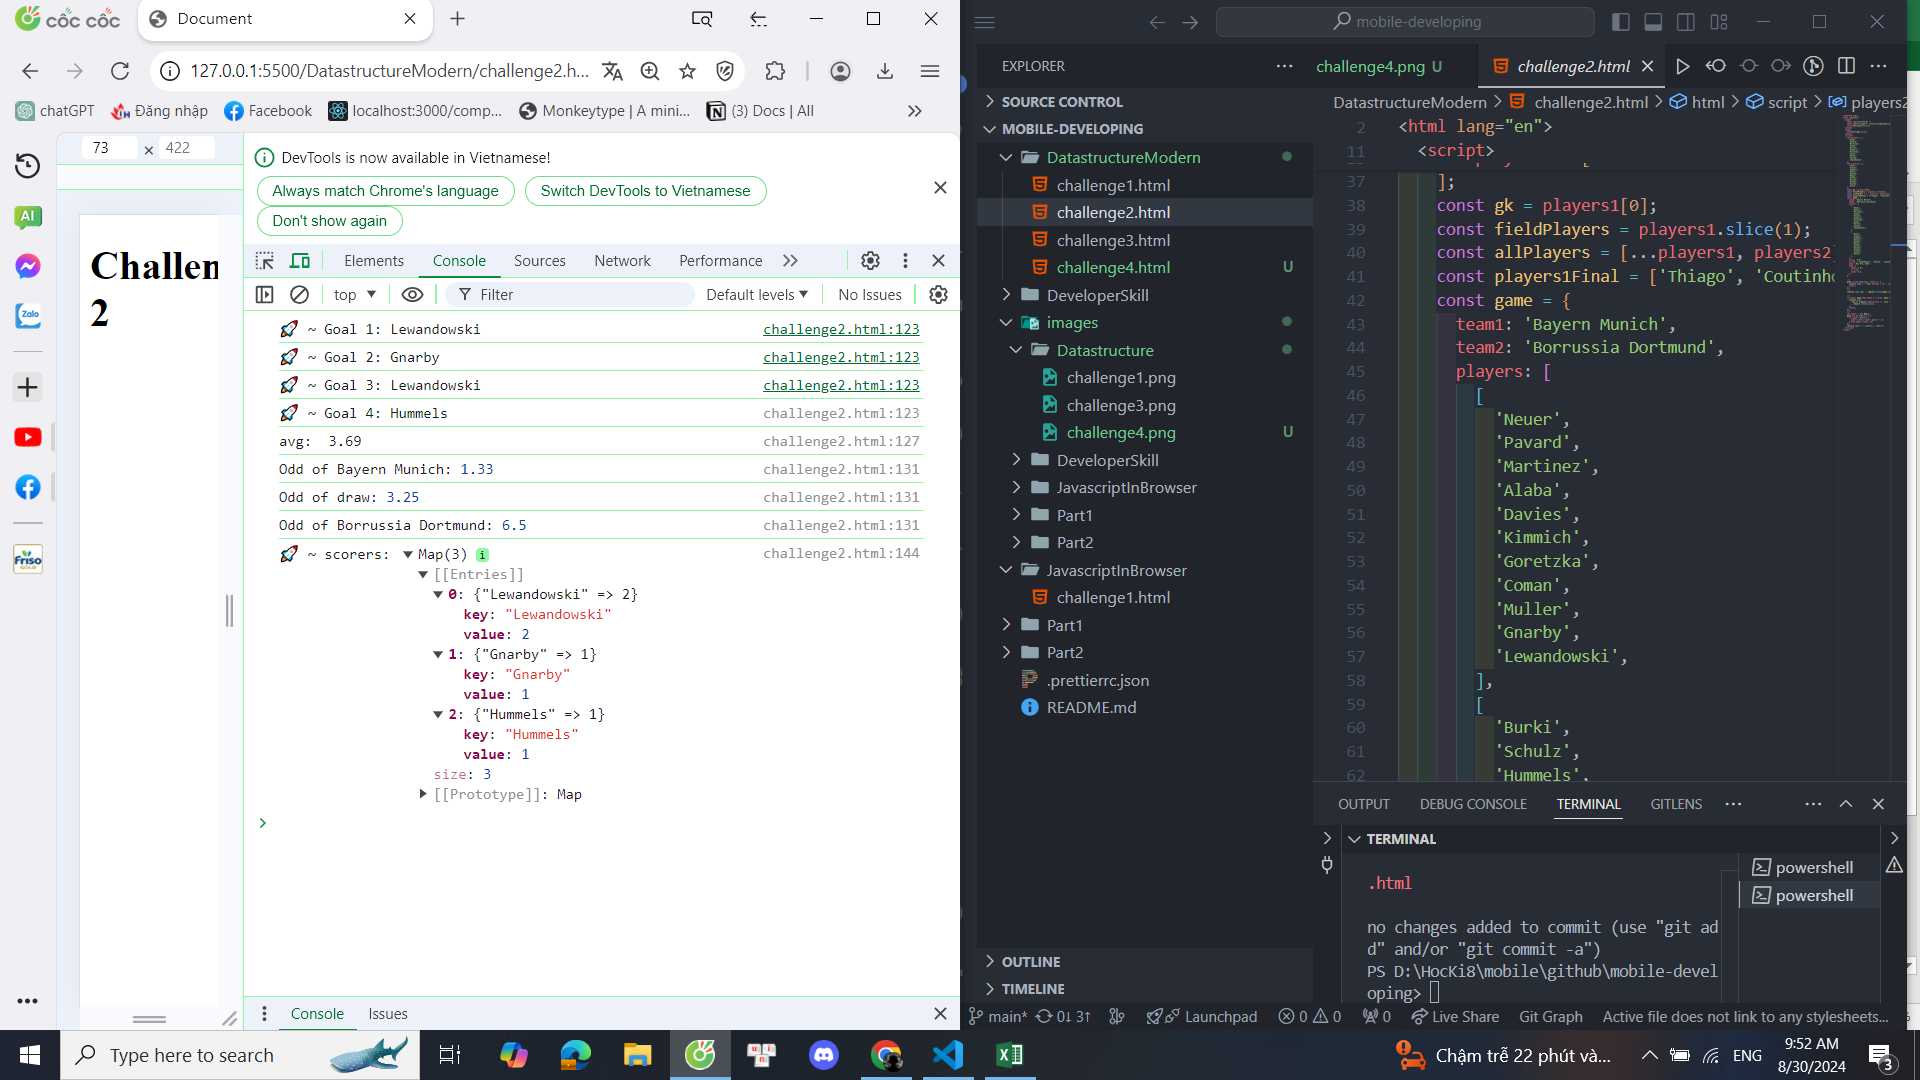 cốc cốc
Document
127.0.0.1:5500/DatastructureModern/challenge2.h...
chatGPT
Đăng nhập
Facebook
localhost:3000/comp...
Monkeytype | A mini...
(3) Docs | All
73 × 422
AI
Zalo
Friso
GOLD
Challen
2
DevTools is now available in Vietnamese!
Always match Chrome's language
Switch DevTools to Vietnamese
Don't show again
Elements
Console
Sources
Network
Performance
top
Filter
Default levels
No Issues
~ Goal 1: Lewandowski challenge2.html:123
~ Goal 2: Gnarby challenge2.html:123
~ Goal 3: Lewandowski challenge2.html:123
~ Goal 4: Hummels challenge2.html:123
avg: 3.69 challenge2.html:127
Odd of Bayern Munich: 1.33 challenge2.html:131
Odd of draw: 3.25 challenge2.html:131
Odd of Borrussia Dortmund: 6.5 challenge2.html:131
~ scorers: Map(3) i challenge2.html:144
[[Entries]]
0: {"Lewandowski" => 2}
key: "Lewandowski"
value: 2
1: {"Gnarby" => 1}
key: "Gnarby"
value: 1
2: {"Hummels" => 1}
key: "Hummels"
value: 1
size: 3
[[Prototype]]: Map
Console
Issues
mobile-developing
EXPLORER
SOURCE CONTROL
MOBILE-DEVELOPING
DatastructureModern
challenge1.html
challenge2.html
challenge3.html
challenge4.html U
DeveloperSkill
images
Datastructure
challenge1.png
challenge3.png
challenge4.png U
DeveloperSkill
JavascriptInBrowser
Part1
Part2
JavascriptInBrowser
challenge1.html
Part1
Part2
.prettierrc.json
README.md
OUTLINE
TIMELINE
challenge4.png U
challenge2.html
DatastructureModern > challenge2.html > html > script > players2
2 <html lang="en">
11 <script>
37 ];
38 const gk = players1[0];
39 const fieldPlayers = players1.slice(1);
40 const allPlayers = [...players1, players2
41 const players1Final = ['Thiago', 'Coutinho
42 const game = {
43 team1: 'Bayern Munich',
44 team2: 'Borrussia Dortmund',
45 players: [
46 [
47 'Neuer',
48 'Pavard',
49 'Martinez',
50 'Alaba',
51 'Davies',
52 'Kimmich',
53 'Goretzka',
54 'Coman',
55 'Muller',
56 'Gnarby',
57 'Lewandowski',
58 ],
59 [
60 'Burki',
61 'Schulz',
62 'Hummels',
OUTPUT
DEBUG CONSOLE
TERMINAL
GITLENS
TERMINAL
.html
no changes added to commit (use "git ad
d" and/or "git commit -a")
PS D:\HocKi8\mobile\github\mobile-devel
oping>
powershell
powershell
main* 0↓ 3↑
Launchpad
0 0
0
Live Share
Git Graph
Active file does not link to any stylesheets...
Type here to search
Chậm trễ 22 phút và...
ENG
9:52 AM
8/30/2024
3